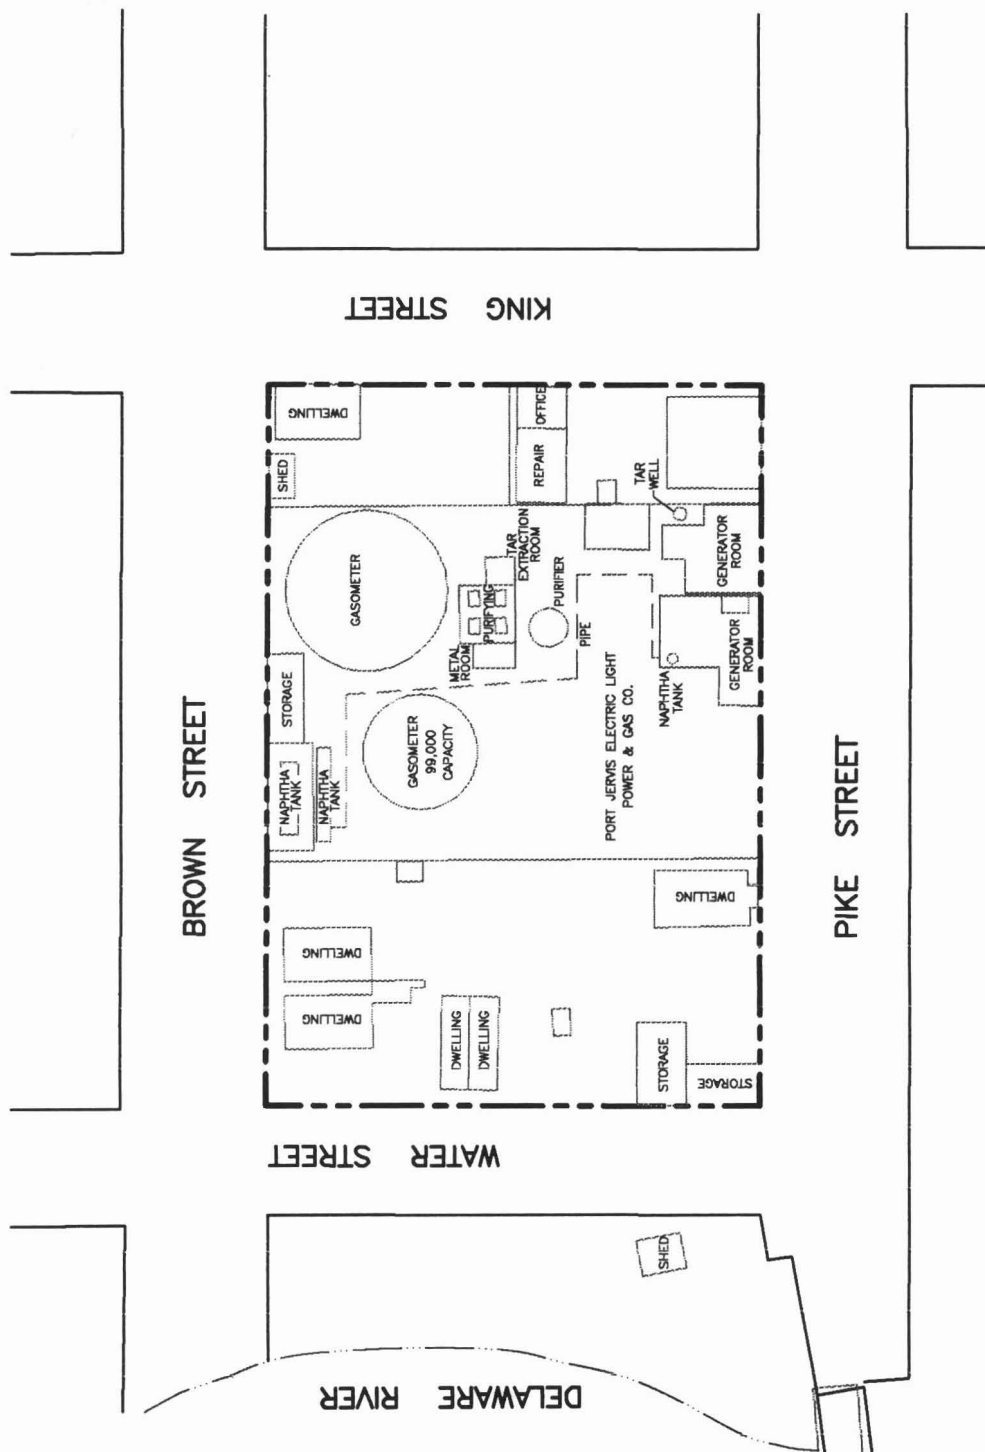 KING STREET
DWELLING
SHED
OFFICE
REPAIR
TAR
WELL
GASOMETER
TAR
EXTRACTION
ROOM
PURIFYING
METAL
ROOM
PURIFIER
PIPE
GENERATOR
ROOM
GENERATOR
ROOM
NAPHTHA
TANK
STORAGE
NAPHTHA
TANK
NAPHTHA
TANK
GASOMETER
99,000
CAPACITY
PORT JERVIS ELECTRIC LIGHT
POWER & GAS CO.
BROWN STREET
PIKE STREET
DWELLING
DWELLING
DWELLING
DWELLING
DWELLING
STORAGE
STORAGE
WATER STREET
SHED
DELAWARE RIVER